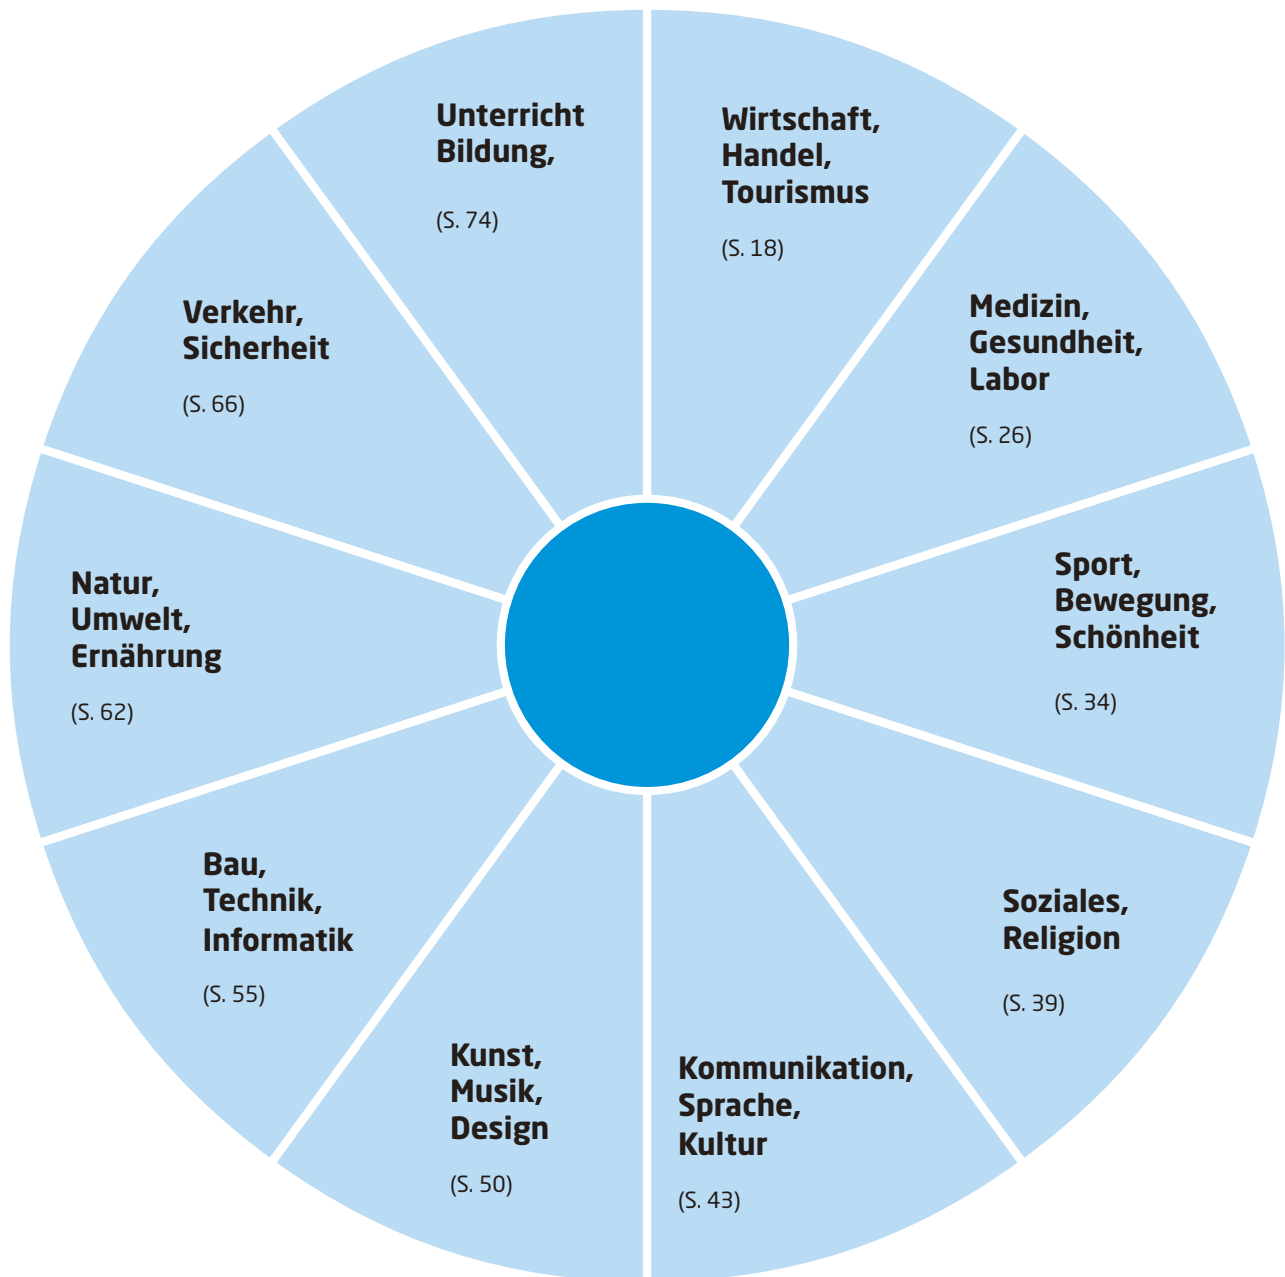 Unterricht
Bildung,
(S. 74)
Wirtschaft,
Handel,
Tourismus
(S. 18)
Medizin,
Gesundheit,
Labor
(S. 26)
Sport,
Bewegung,
Schönheit
(S. 34)
Soziales,
Religion
(S. 39)
Kommunikation,
Sprache,
Kultur
(S. 43)
Kunst,
Musik,
Design
(S. 50)
Bau,
Technik,
Informatik
(S. 55)
Natur,
Umwelt,
Ernährung
(S. 62)
Verkehr,
Sicherheit
(S. 66)